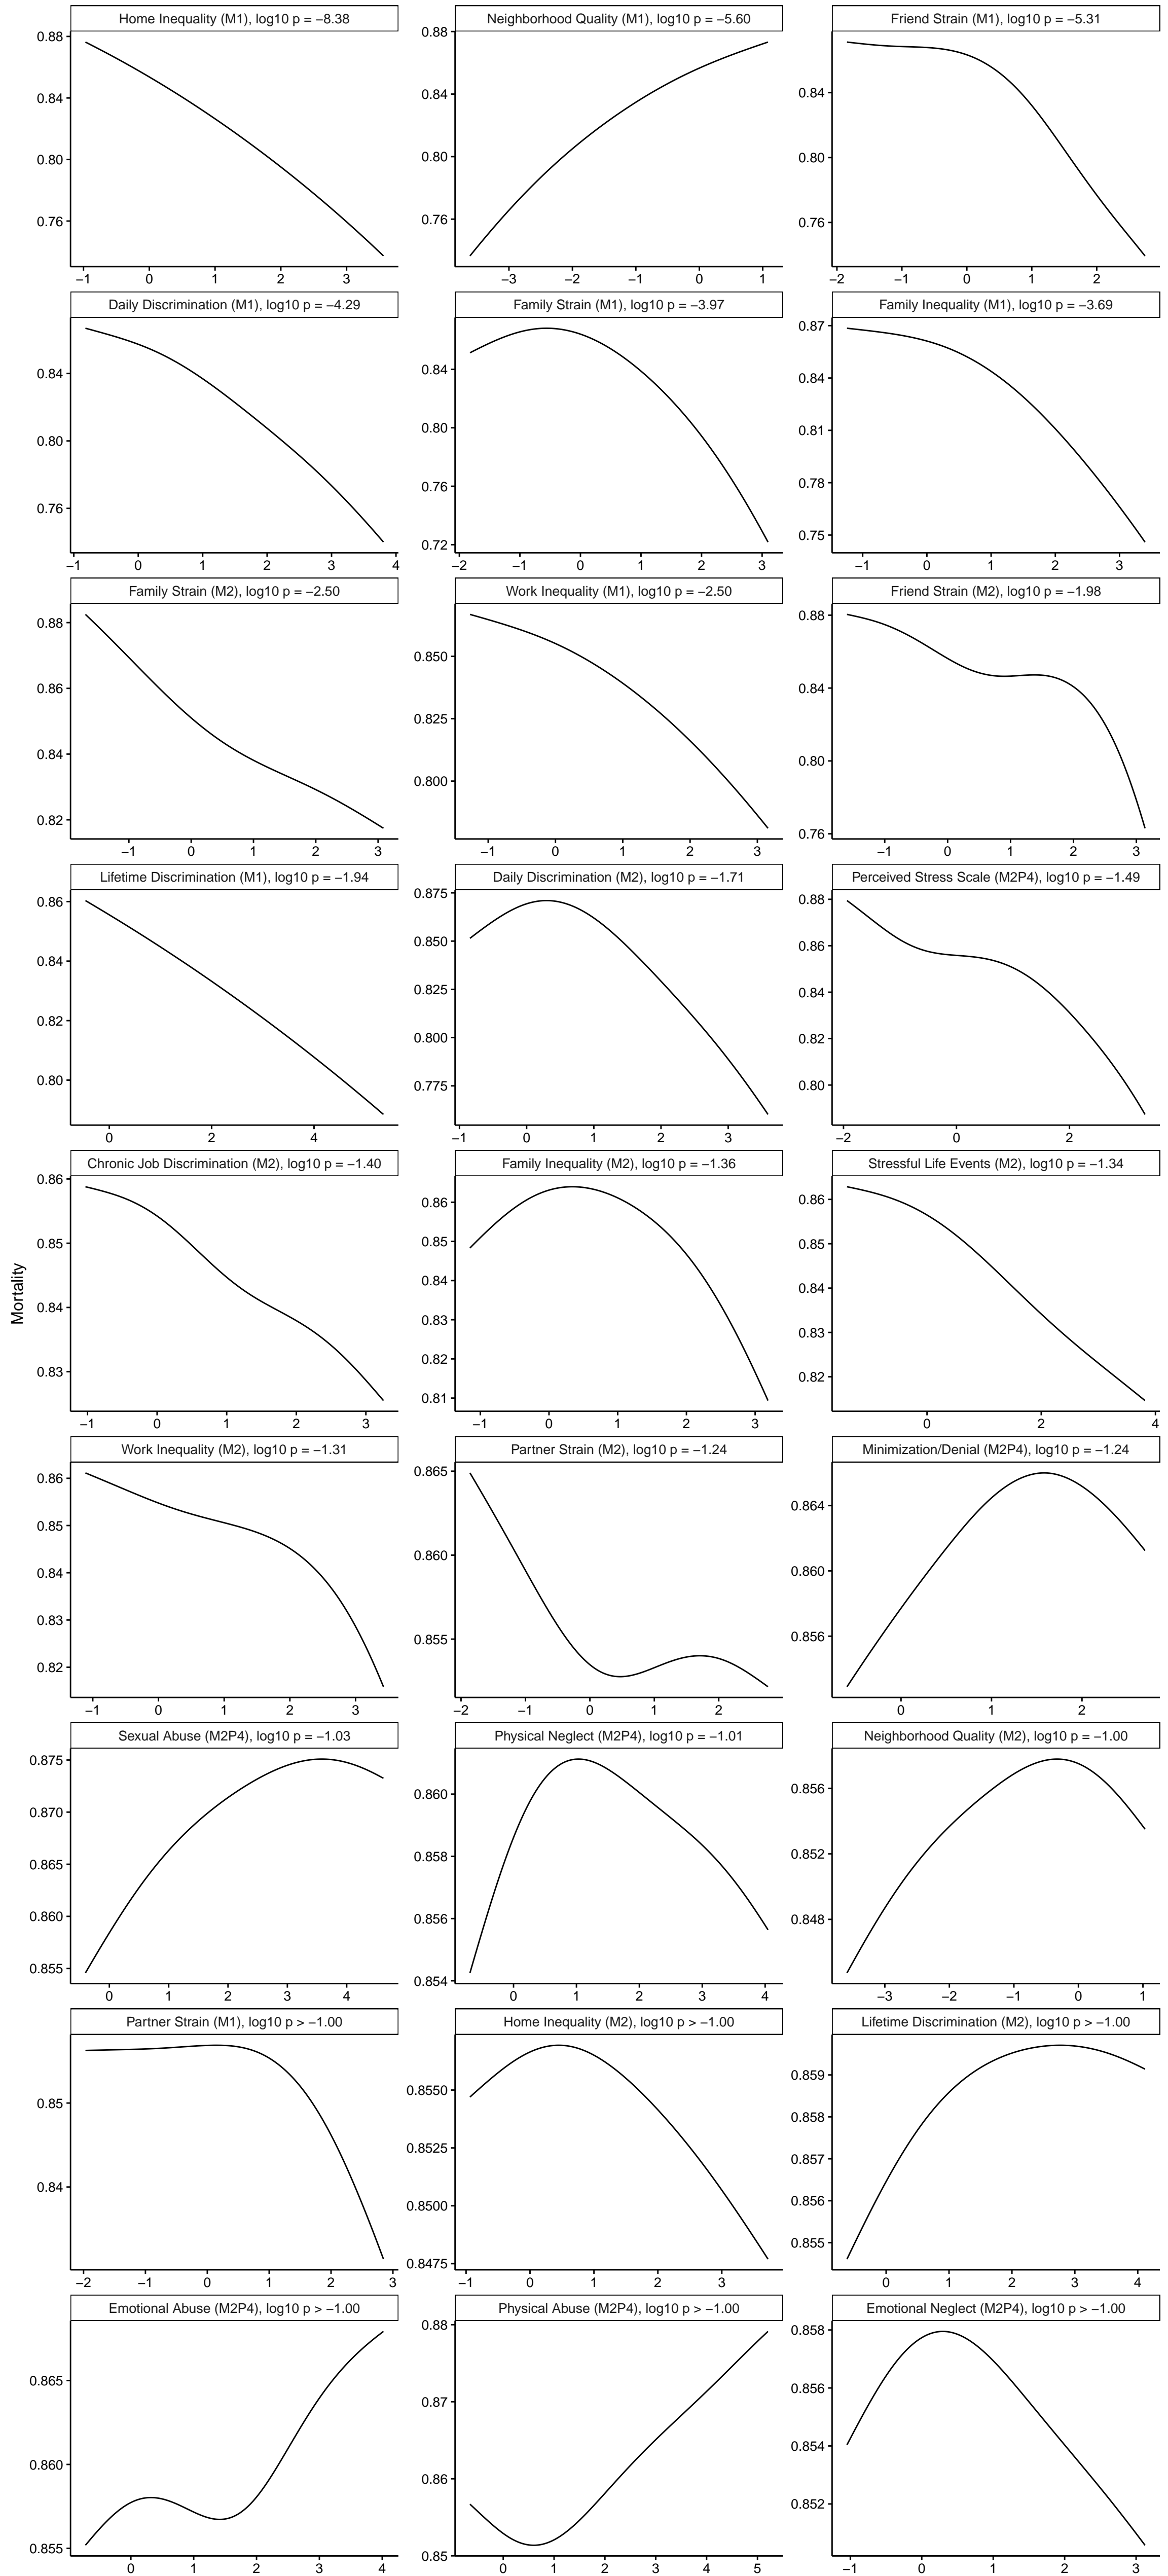 Home Inequality (M1), log10 p = −8.38
Neighborhood Quality (M1), log10 p = −5.60
Friend Strain (M1), log10 p = −5.31
0.88
0.84
0.80
0.76
−1 0 1 2 3
0.88
0.84
0.80
0.76
−3 −2 −1 0 1
0.84
0.80
0.76
−2 −1 0 1 2
Daily Discrimination (M1), log10 p = −4.29
Family Strain (M1), log10 p = −3.97
Family Inequality (M1), log10 p = −3.69
0.84
0.80
0.76
−1 0 1 2 3 4
0.84
0.80
0.76
0.72
−2 −1 0 1 2 3
0.87
0.84
0.81
0.78
0.75
−1 0 1 2 3
Family Strain (M2), log10 p = −2.50
Work Inequality (M1), log10 p = −2.50
Friend Strain (M2), log10 p = −1.98
0.88
0.86
0.84
0.82
−1 0 1 2 3
0.850
0.825
0.800
−1 0 1 2 3
0.88
0.84
0.80
0.76
−1 0 1 2 3
Lifetime Discrimination (M1), log10 p = −1.94
Daily Discrimination (M2), log10 p = −1.71
Perceived Stress Scale (M2P4), log10 p = −1.49
0.86
0.84
0.82
0.80
0 2 4
0.875
0.850
0.825
0.800
0.775
−1 0 1 2 3
0.88
0.86
0.84
0.82
0.80
−2 0 2
Chronic Job Discrimination (M2), log10 p = −1.40
Family Inequality (M2), log10 p = −1.36
Stressful Life Events (M2), log10 p = −1.34
Mortality
0.86
0.85
0.84
0.83
−1 0 1 2 3
0.86
0.85
0.84
0.83
0.82
0.81
−1 0 1 2 3
0.86
0.85
0.84
0.83
0.82
0 2 4
Work Inequality (M2), log10 p = −1.31
Partner Strain (M2), log10 p = −1.24
Minimization/Denial (M2P4), log10 p = −1.24
0.86
0.85
0.84
0.83
0.82
−1 0 1 2 3
0.865
0.860
0.855
−2 −1 0 1 2
0.864
0.860
0.856
0 1 2
Sexual Abuse (M2P4), log10 p = −1.03
Physical Neglect (M2P4), log10 p = −1.01
Neighborhood Quality (M2), log10 p = −1.00
0.875
0.870
0.865
0.860
0.855
0 1 2 3 4
0.860
0.858
0.856
0.854
0 1 2 3 4
0.856
0.852
0.848
−3 −2 −1 0 1
Partner Strain (M1), log10 p > −1.00
Home Inequality (M2), log10 p > −1.00
Lifetime Discrimination (M2), log10 p > −1.00
0.85
0.84
−2 −1 0 1 2 3
0.8550
0.8525
0.8500
0.8475
−1 0 1 2 3
0.859
0.858
0.857
0.856
0.855
0 1 2 3 4
Emotional Abuse (M2P4), log10 p > −1.00
Physical Abuse (M2P4), log10 p > −1.00
Emotional Neglect (M2P4), log10 p > −1.00
0.865
0.860
0.855
0 1 2 3 4
0.88
0.87
0.86
0.85
0 1 2 3 4 5
0.858
0.856
0.854
0.852
−1 0 1 2 3